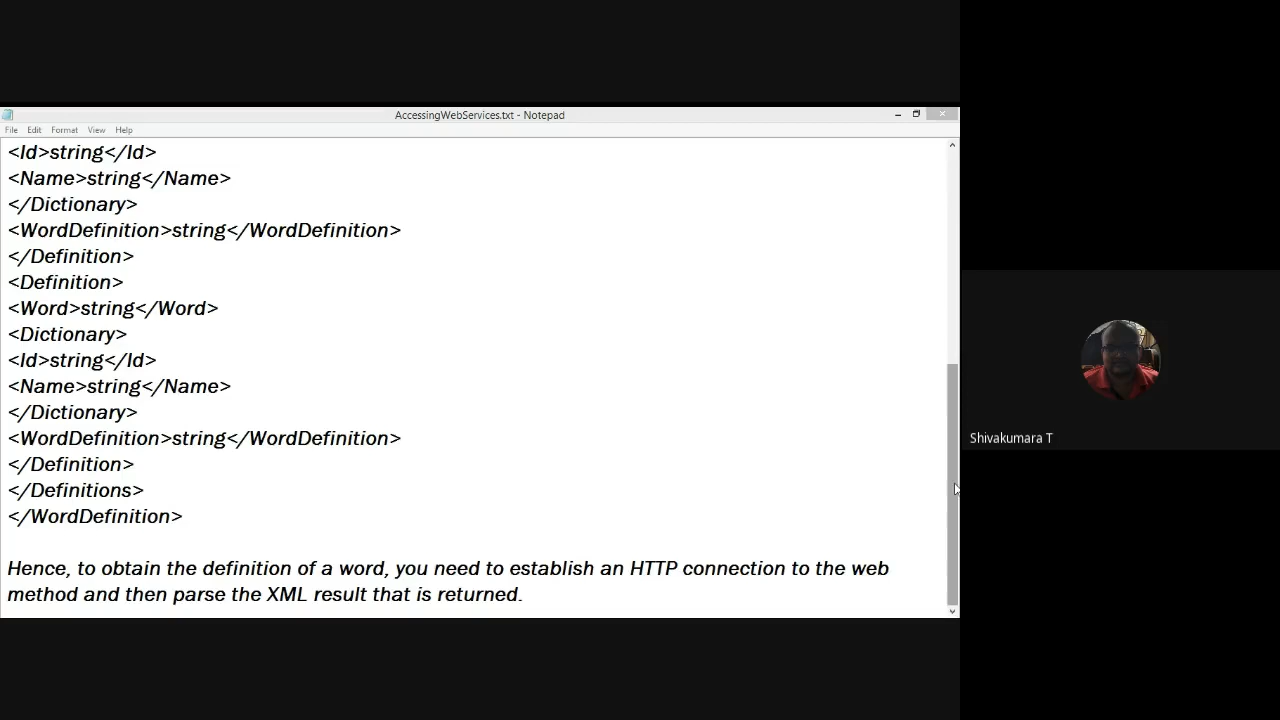 AccessingWebServices.txt - Notepad
File Edit Format View Help
<Id>string</Id>
<Name>string</Name>
</Dictionary>
<WordDefinition>string</WordDefinition>
</Definition>
<Definition>
<Word>string</Word>
<Dictionary>
<Id>string</Id>
<Name>string</Name>
</Dictionary>
<WordDefinition>string</WordDefinition>
</Definition>
</Definitions>
</WordDefinition>
Hence, to obtain the definition of a word, you need to establish an HTTP connection to the web
method and then parse the XML result that is returned.
Shivakumara T